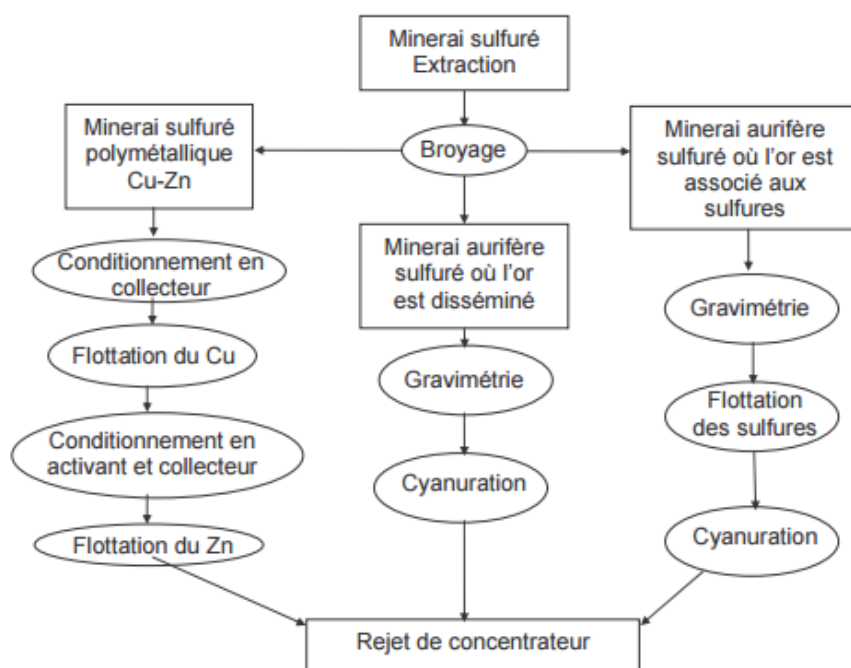 Minerai sulfuré
Extraction
Broyage
Minerai sulfuré
polymétallique
Cu-Zn
Conditionnement en
collecteur
Flottation du Cu
Conditionnement en
activant et collecteur
Flottation du Zn
Minerai aurifère
sulfuré où l'or
est disséminé
Gravimétrie
Cyanuration
Minerai aurifère
sulfuré où l'or est
associé aux
sulfures
Gravimétrie
Flottation
des sulfures
Cyanuration
Rejet de concentrateur